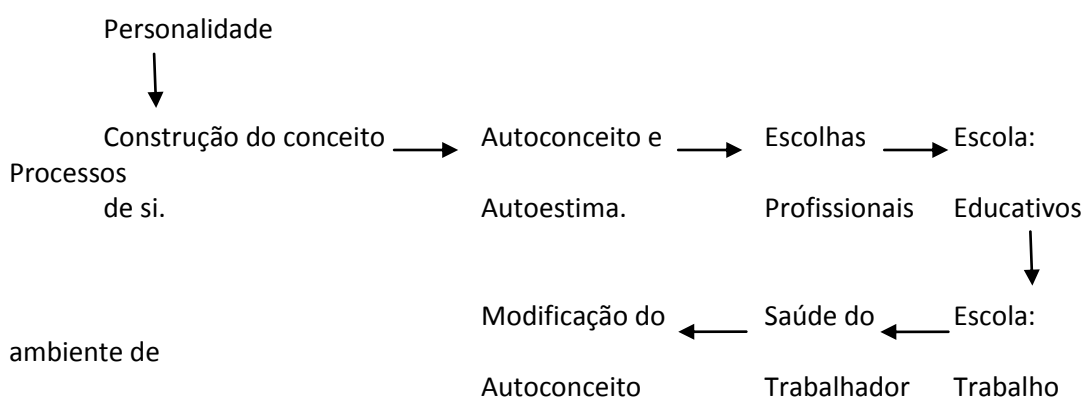 Personalidade
Construção do conceito Autoconceito e Escolhas Escola:
Processos
de si. Autoestima. Profissionais Educativos
Modificação do Saúde do Escola:
ambiente de
Autoconceito Trabalhador Trabalho